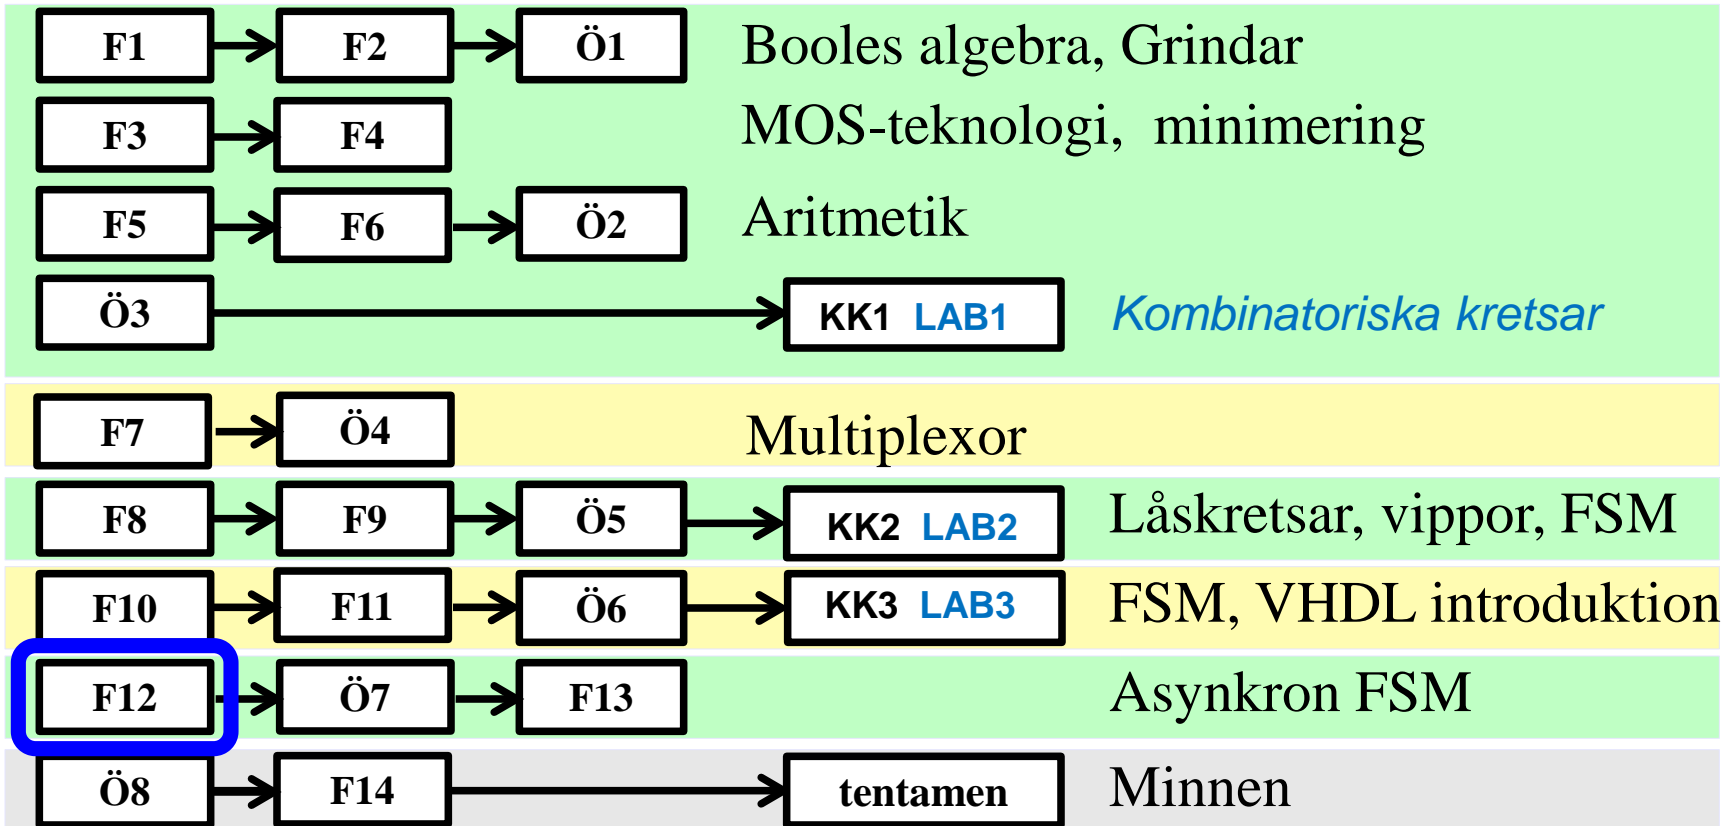 F1 F2 Ö1 Booles algebra, Grindar
F3 F4 MOS-teknologi, minimering
F5 F6 Ö2 Aritmetik
Ö3 KK1 LAB1 Kombinatoriska kretsar
F7 Ö4 Multiplexor
F8 F9 Ö5 KK2 LAB2 Låskretsar, vippor, FSM
F10 F11 Ö6 KK3 LAB3 FSM, VHDL introduktion
F12 Ö7 F13 Asynkron FSM
Ö8 F14 tentamen Minnen